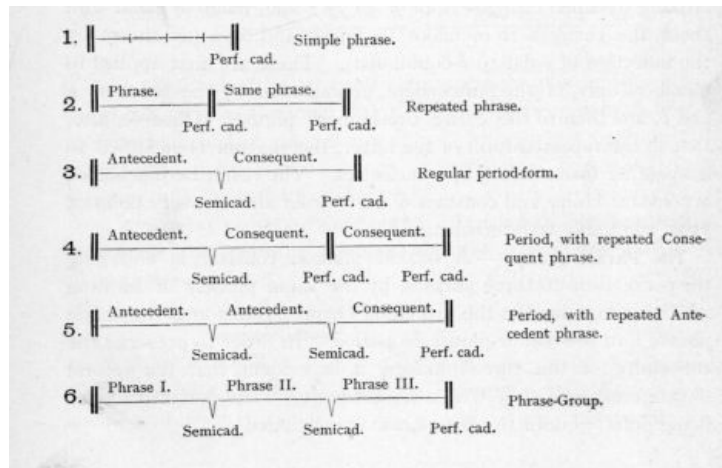 1. Simple phrase.
Perf. cad.
Phrase. Same phrase.
2. Repeated phrase.
Perf. cad. Perf. cad.
Antecedent. Consequent.
3. Regular period-form.
Semicad. Perf. cad.
Antecedent. Consequent. Consequent.
4. Period, with repeated Conse-
quent phrase.
Semicad. Perf. cad. Perf. cad.
Antecedent. Antecedent. Consequent.
5. Period, with repeated Ante-
cedent phrase.
Semicad. Semicad. Perf. cad.
Phrase I. Phrase II. Phrase III.
6. Phrase-Group.
Semicad. Semicad. Perf. cad.